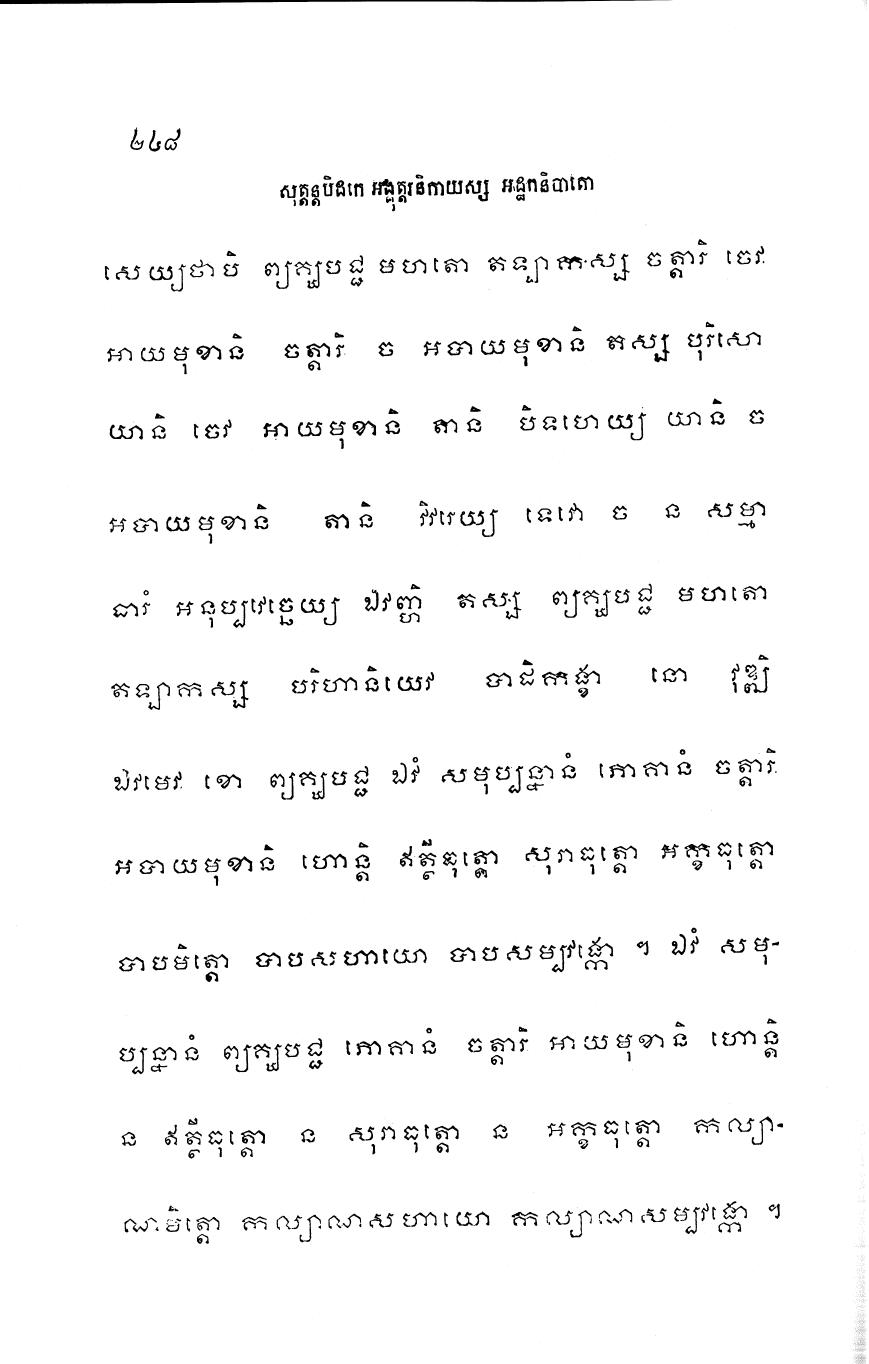 ២៤៨
សុត្តន្តបិដកេ អង្គុត្តរនិកាយស្ស អដ្ឋកនិបាតោ
សេយ្យថាបិ ព្យគ្ឃបជ្ជ មហតោ តឡាកស្ស ចត្តារិ ចេវ
អាយមុខានិ ចត្តារិ ច អបាយមុខានិ តស្ស បុរិសោ
យានិ ចេវ អាយមុខានិ តានិ បិទហេយ្យ យានិ ច
អបាយមុខានិ តានិ វិវរេយ្យ ទេវោ ច ន សម្មា
ធារំ អនុប្បវេច្ឆេយ្យ ឯវញ្ហិ តស្ស ព្យគ្ឃបជ្ជ មហតោ
តឡាកស្ស បរិហានិយេវ បាដិកង្ខា នោ វុឌ្ឍិ
ឯវមេវ ខោ ព្យគ្ឃបជ្ជ ឯវំ សមុប្បន្នានំ ភោគានំ ចត្តារិ
អបាយមុខានិ ហោន្តិ ឥត្ថីធុត្តោ សុរាធុត្តោ អក្ខធុត្តោ
បាបមិត្តោ បាបសហាយោ បាបសម្បវង្កោ ។ ឯវំ សមុ-
ប្បន្នានំ ព្យគ្ឃបជ្ជ ភោគានំ ចត្តារិ អាយមុខានិ ហោន្តិ
ន ឥត្ថីធុត្តោ ន សុរាធុត្តោ ន អក្ខធុត្តោ កល្យា-
ណមិត្តោ កល្យាណសហាយោ កល្យាណសម្បវង្កោ ។